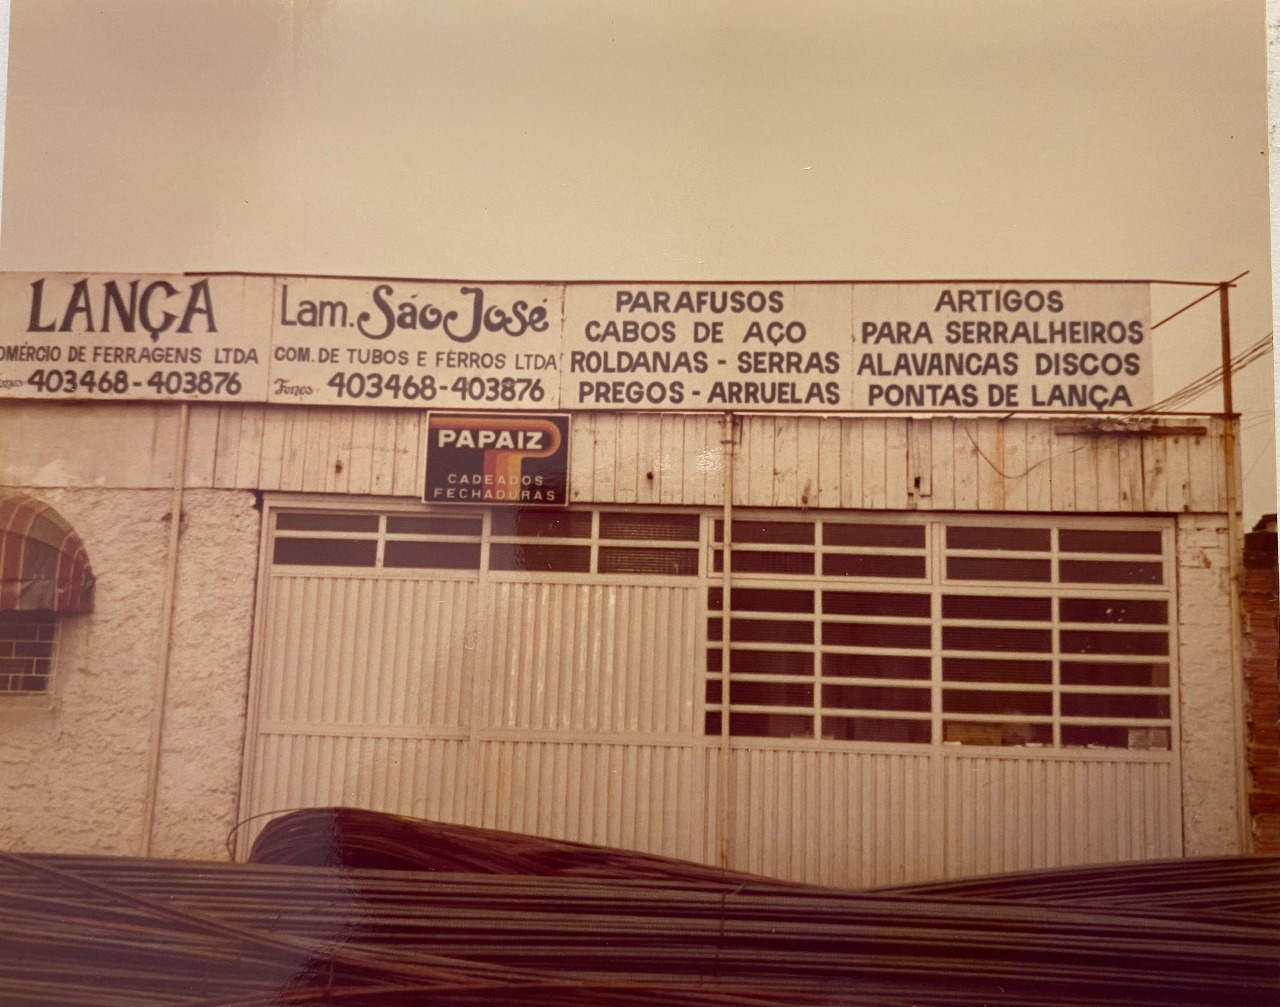 LANÇA
OMÉRCIO DE FERRAGENS LTDA
403468-403876
Lam. São José
COM. DE TUBOS E FERROS LTDA
Fones- 403468-403876
PARAFUSOS
CABOS DE AÇO
ROLDANAS - SERRAS
PREGOS - ARRUELAS
ARTIGOS
PARA SERRALHEIROS
ALAVANCAS DISCOS
PONTAS DE LANÇA
PAPAIZ
CADEADOS
FECHADURAS